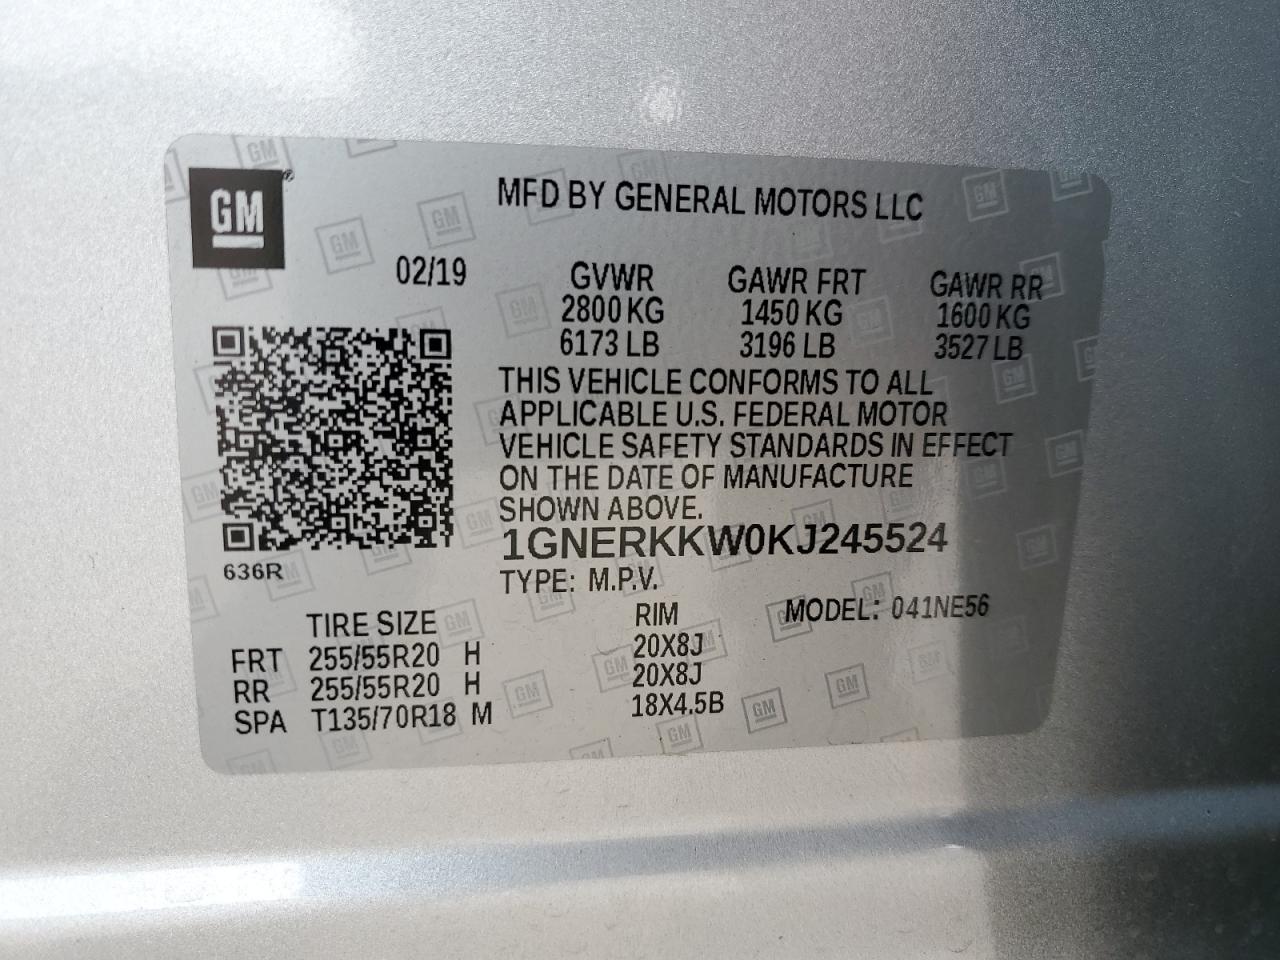 GM®
MFD BY GENERAL MOTORS LLC
02/19 GVWR GAWR FRT GAWR RR
2800 KG 1450 KG 1600 KG
6173 LB 3196 LB 3527 LB
THIS VEHICLE CONFORMS TO ALL
APPLICABLE U.S. FEDERAL MOTOR
VEHICLE SAFETY STANDARDS IN EFFECT
ON THE DATE OF MANUFACTURE
SHOWN ABOVE.
1GNERKKW0KJ245524
636R
TYPE: M.P.V. MODEL: 041NE56
TIRE SIZE RIM
FRT 255/55R20 H 20X8J
RR 255/55R20 H 20X8J
SPA T135/70R18 M 18X4.5B